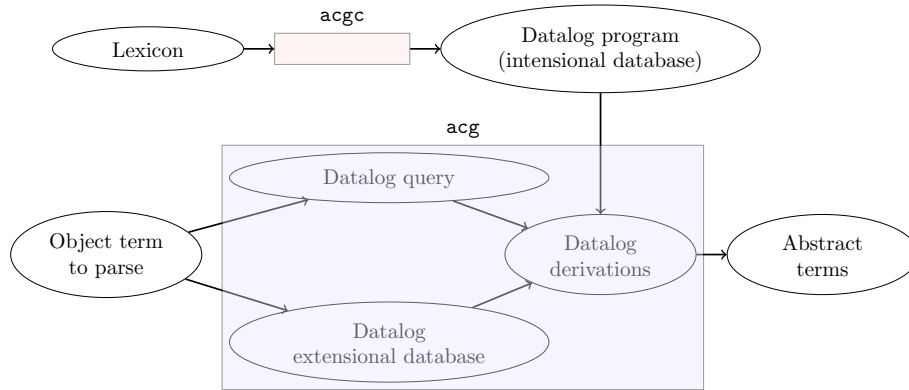 acgc
Lexicon
Datalog program
(intensional database)
acg
Datalog query
Object term
to parse
Datalog
derivations
Abstract
terms
Datalog
extensional database